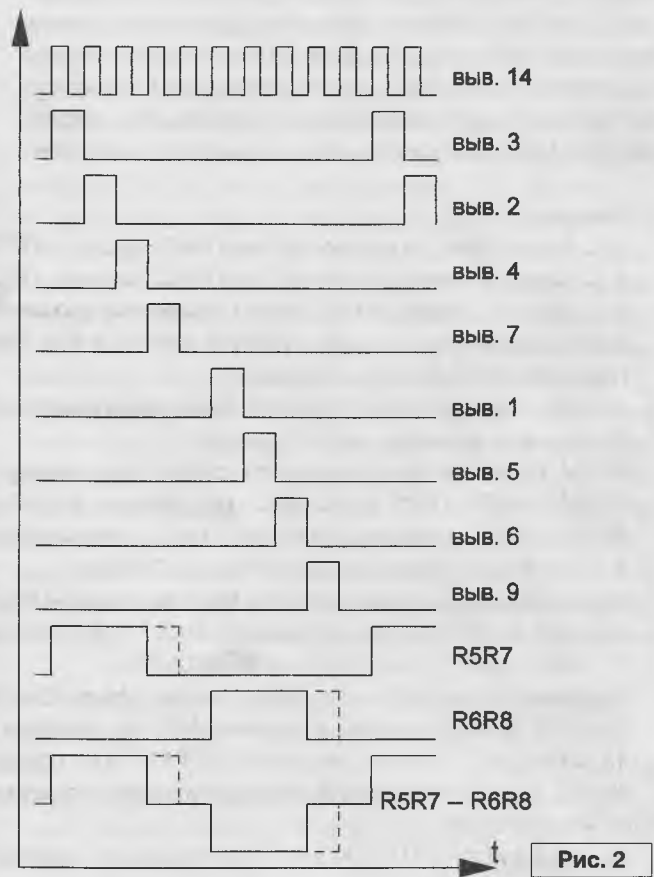 выв. 14
выв. 3
выв. 2
выв. 4
выв. 7
выв. 1
выв. 5
выв. 6
выв. 9
R5R7
R6R8
R5R7 – R6R8
t
Рис. 2